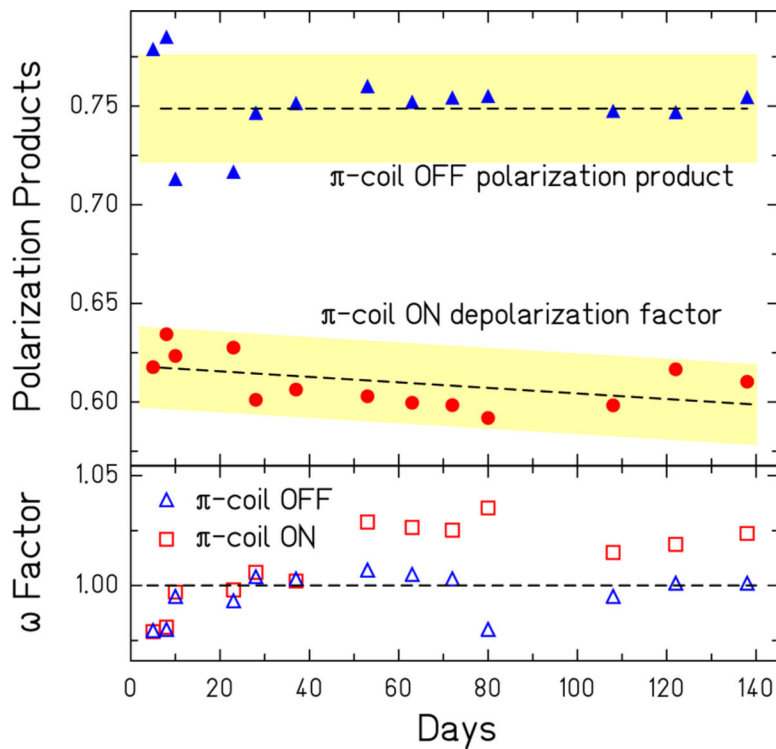 Polarization Products
0.75
0.70
0.65
0.60
π-coil OFF polarization product
π-coil ON depolarization factor
ω Factor
1.05
1.00
π-coil OFF
π-coil ON
0 20 40 60 80 100 120 140
Days